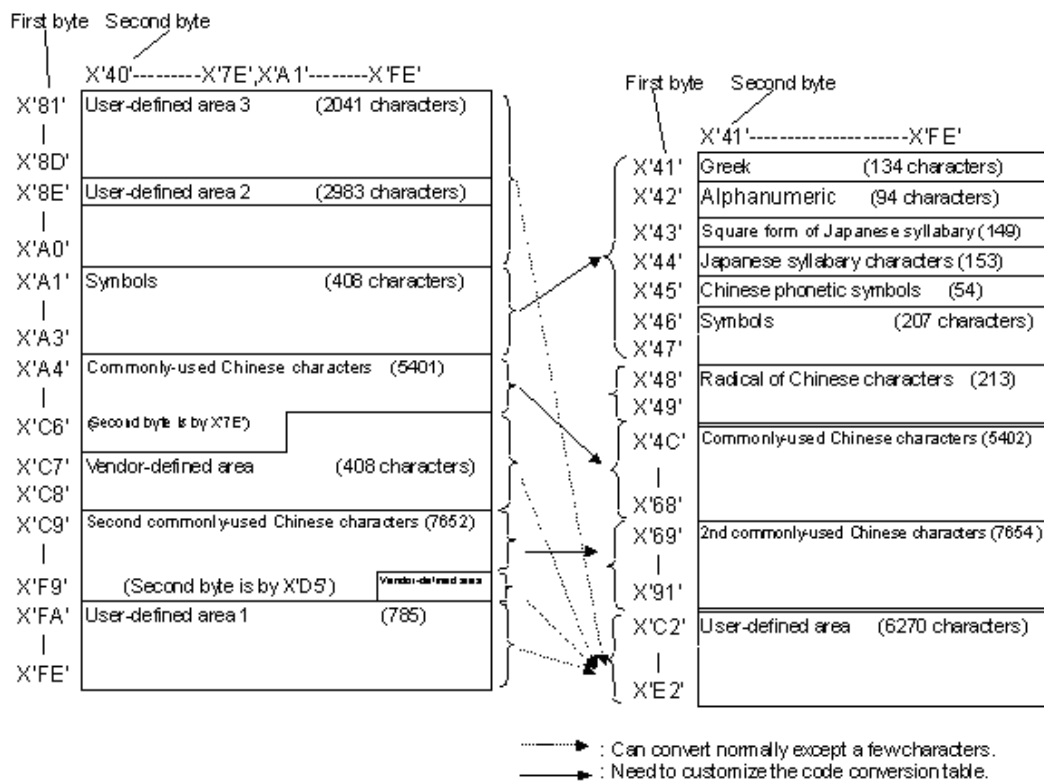 First byte Second byte
X'40'---------X'7E',X'A1'--------X'FE'
X'81'
User-defined area 3 (2041 characters)
X'8D'
X'8E'
User-defined area 2 (2983 characters)
X'A0'
X'A1'
Symbols (408 characters)
X'A3'
X'A4'
Commonly-used Chinese characters (5401)
X'C6'
(Second byte is by X'7E')
X'C7'
Vendor-defined area (408 characters)
X'C8'
X'C9'
Second commonly-used Chinese characters (7652)
X'F9'
(Second byte is by X'D5')
Vendor-defined area
X'FA'
User-defined area 1 (785)
X'FE'
First byte Second byte
X'41'----------------------X'FE'
X'41'
Greek (134 characters)
X'42'
Alphanumeric (94 characters)
X'43'
Square form of Japanese syllabary (149)
X'44'
Japanese syllabary characters (153)
X'45'
Chinese phonetic symbols (54)
X'46'
Symbols (207 characters)
X'47'
X'48'
Radical of Chinese characters (213)
X'49'
X'4C'
Commonly-used Chinese characters (5402)
X'68'
X'69'
2nd commonly-used Chinese characters (7654)
X'91'
X'C2'
User-defined area (6270 characters)
X'E2'
: Can convert normally except a few characters.
: Need to customize the code conversion table.